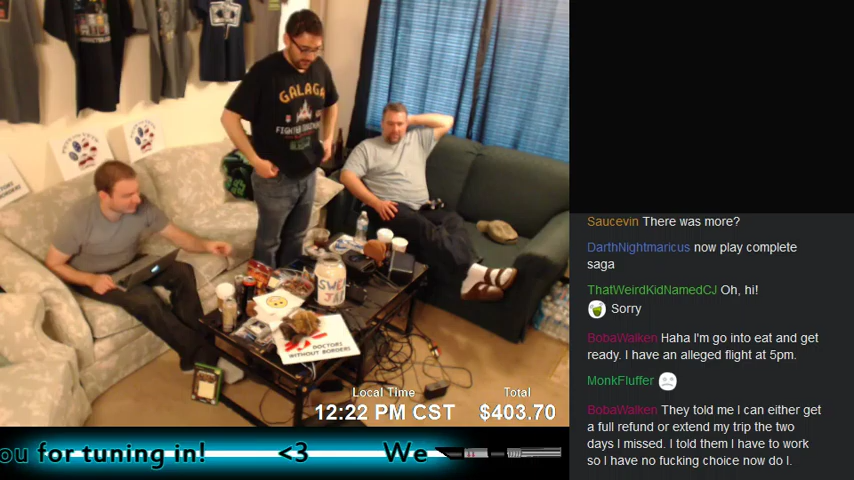 GALAGA
FIGHTER
SWEAR
JAR
DOCTORS
WITHOUT BORDERS
Local Time
12:22 PM CST
Total
$403.70
ou for tuning in! <3 We
Saucevin There was more?
DarthNightmaricus now play complete
saga
ThatWeirdKidNamedCJ Oh, hi!
Sorry
BobaWalken Haha I'm go into eat and get
ready. I have an alleged flight at 5pm.
MonkFluffer
BobaWalken They told me I can either get
a full refund or extend my trip the two
days I missed. I told them I have to work
so I have no fucking choice now do I.